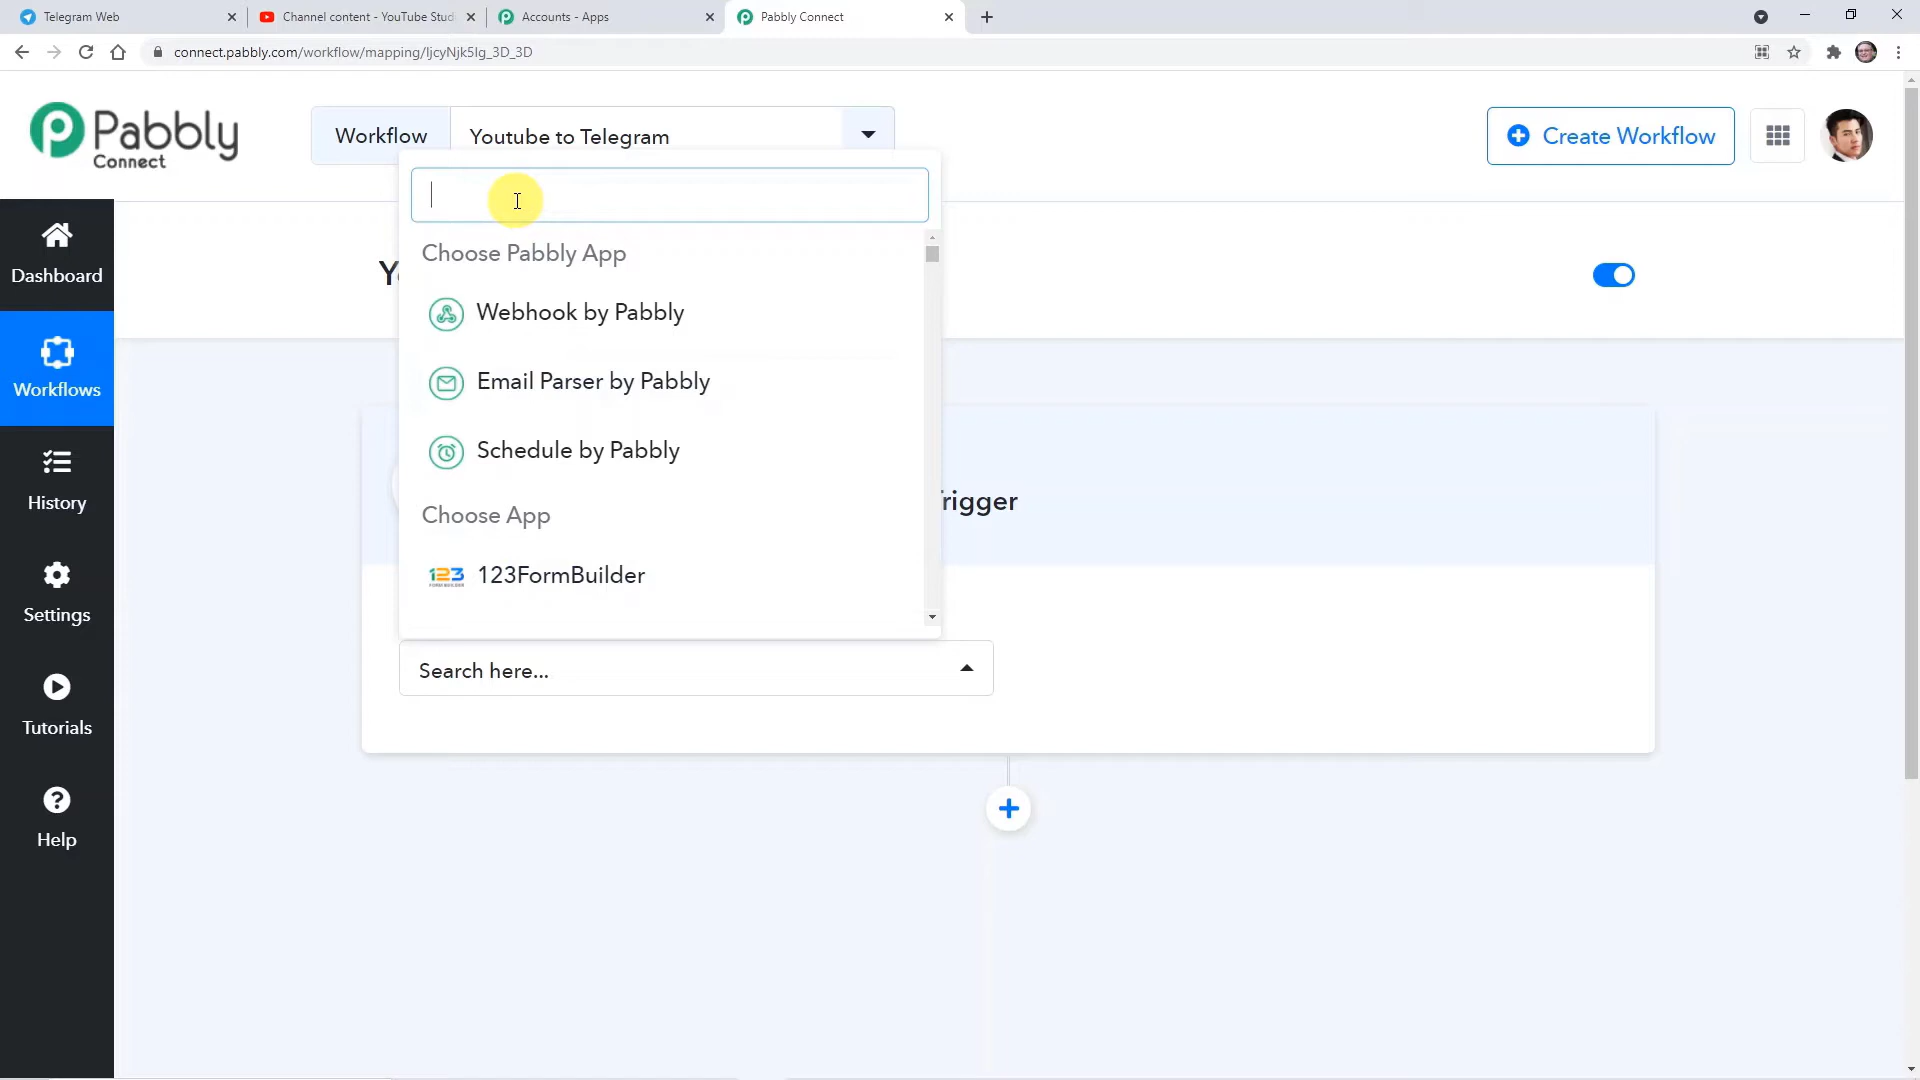 Telegram Web
Channel content - YouTube Studi
Accounts - Apps
Pabbly Connect
connect.pabbly.com/workflow/mapping/IjcyNjk5Ig_3D_3D
Pabbly
Connect
Workflow
Youtube to Telegram
Create Workflow
Dashboard
Workflows
History
Settings
Tutorials
Help
Choose Pabbly App
Webhook by Pabbly
Email Parser by Pabbly
Schedule by Pabbly
Choose App
123
123FormBuilder
Trigger
Search here...